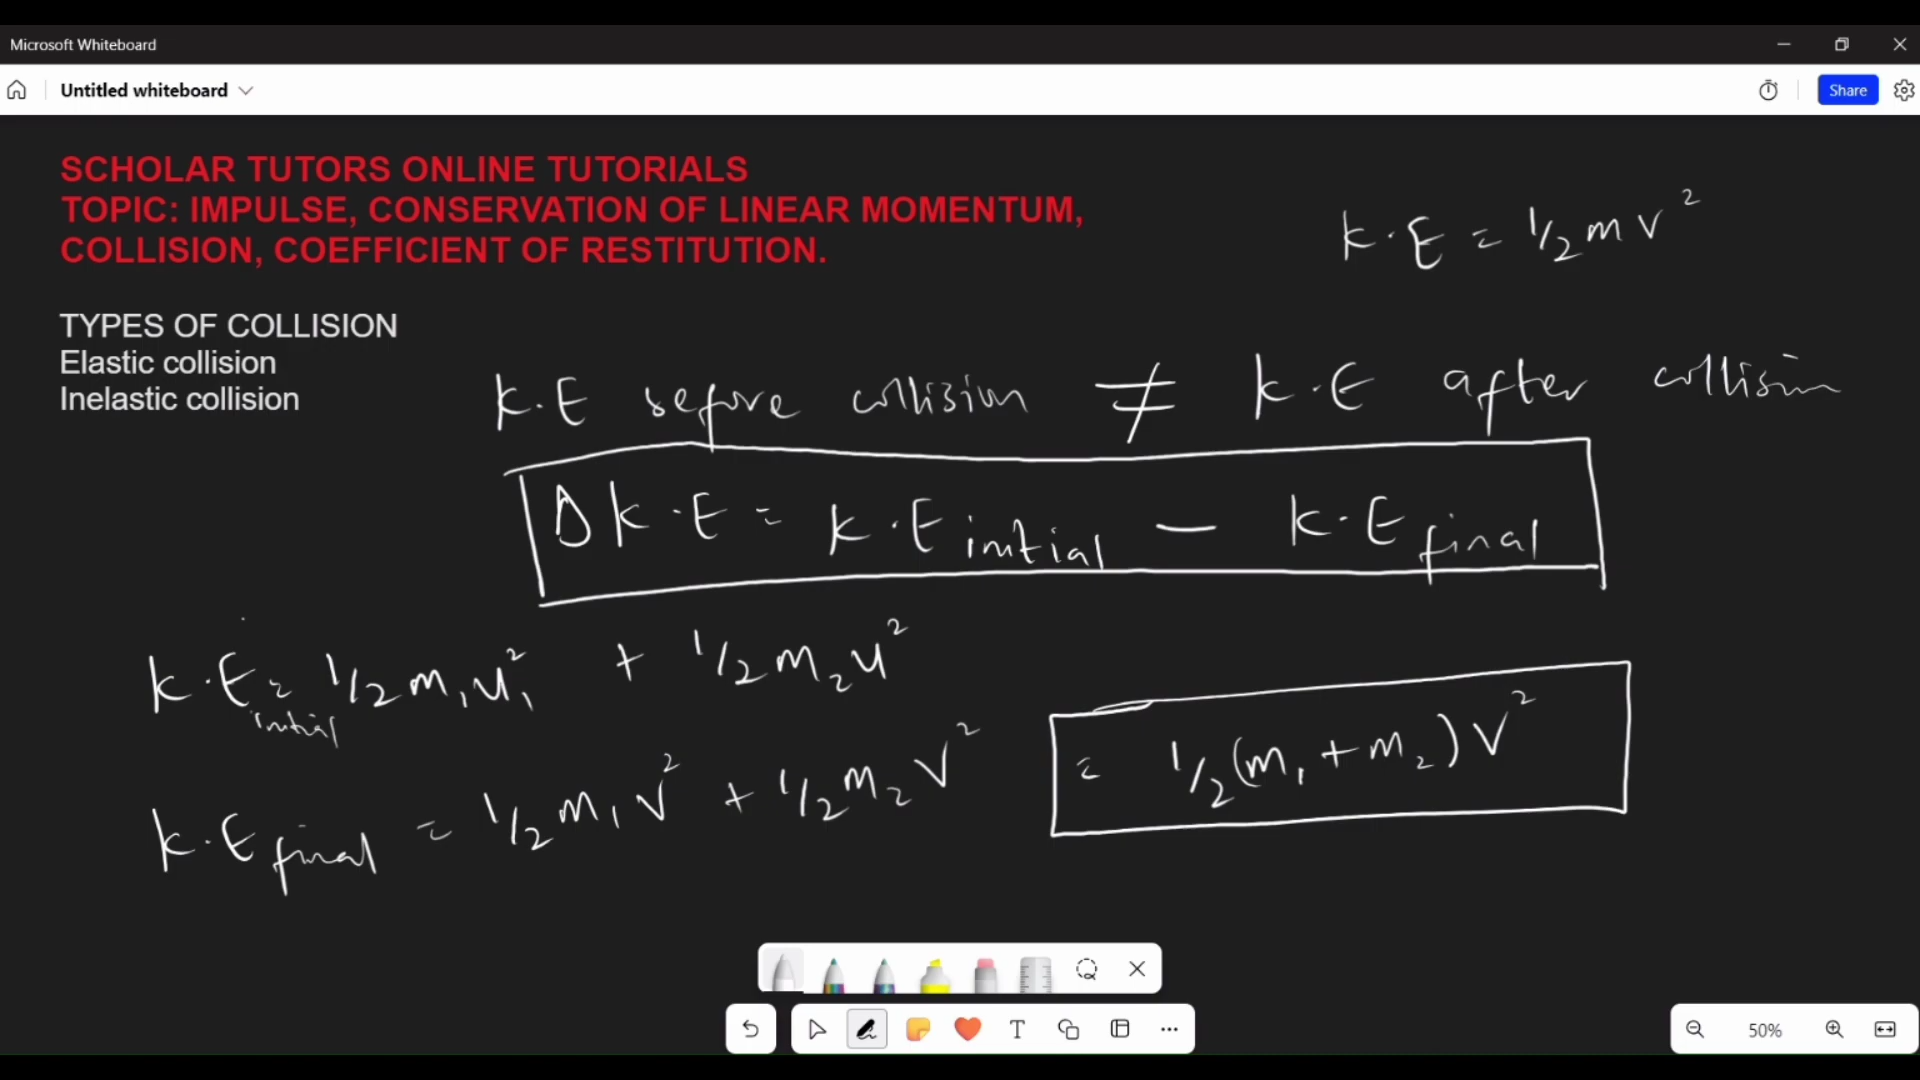 Microsoft Whiteboard
Untitled whiteboard
Share
SCHOLAR TUTORS ONLINE TUTORIALS
TOPIC: IMPULSE, CONSERVATION OF LINEAR MOMENTUM,
COLLISION, COEFFICIENT OF RESTITUTION.
K.E = 1/2 m v²
TYPES OF COLLISION
Elastic collision
Inelastic collision
K.E before collision ≠ K.E after collision
ΔK.E = K.E initial – K.E final
K.E initial = 1/2 m₁u₁² + 1/2 m₂u²
K.E final = 1/2 m₁v² + 1/2 m₂v² = 1/2 (m₁ + m₂) v²
50%